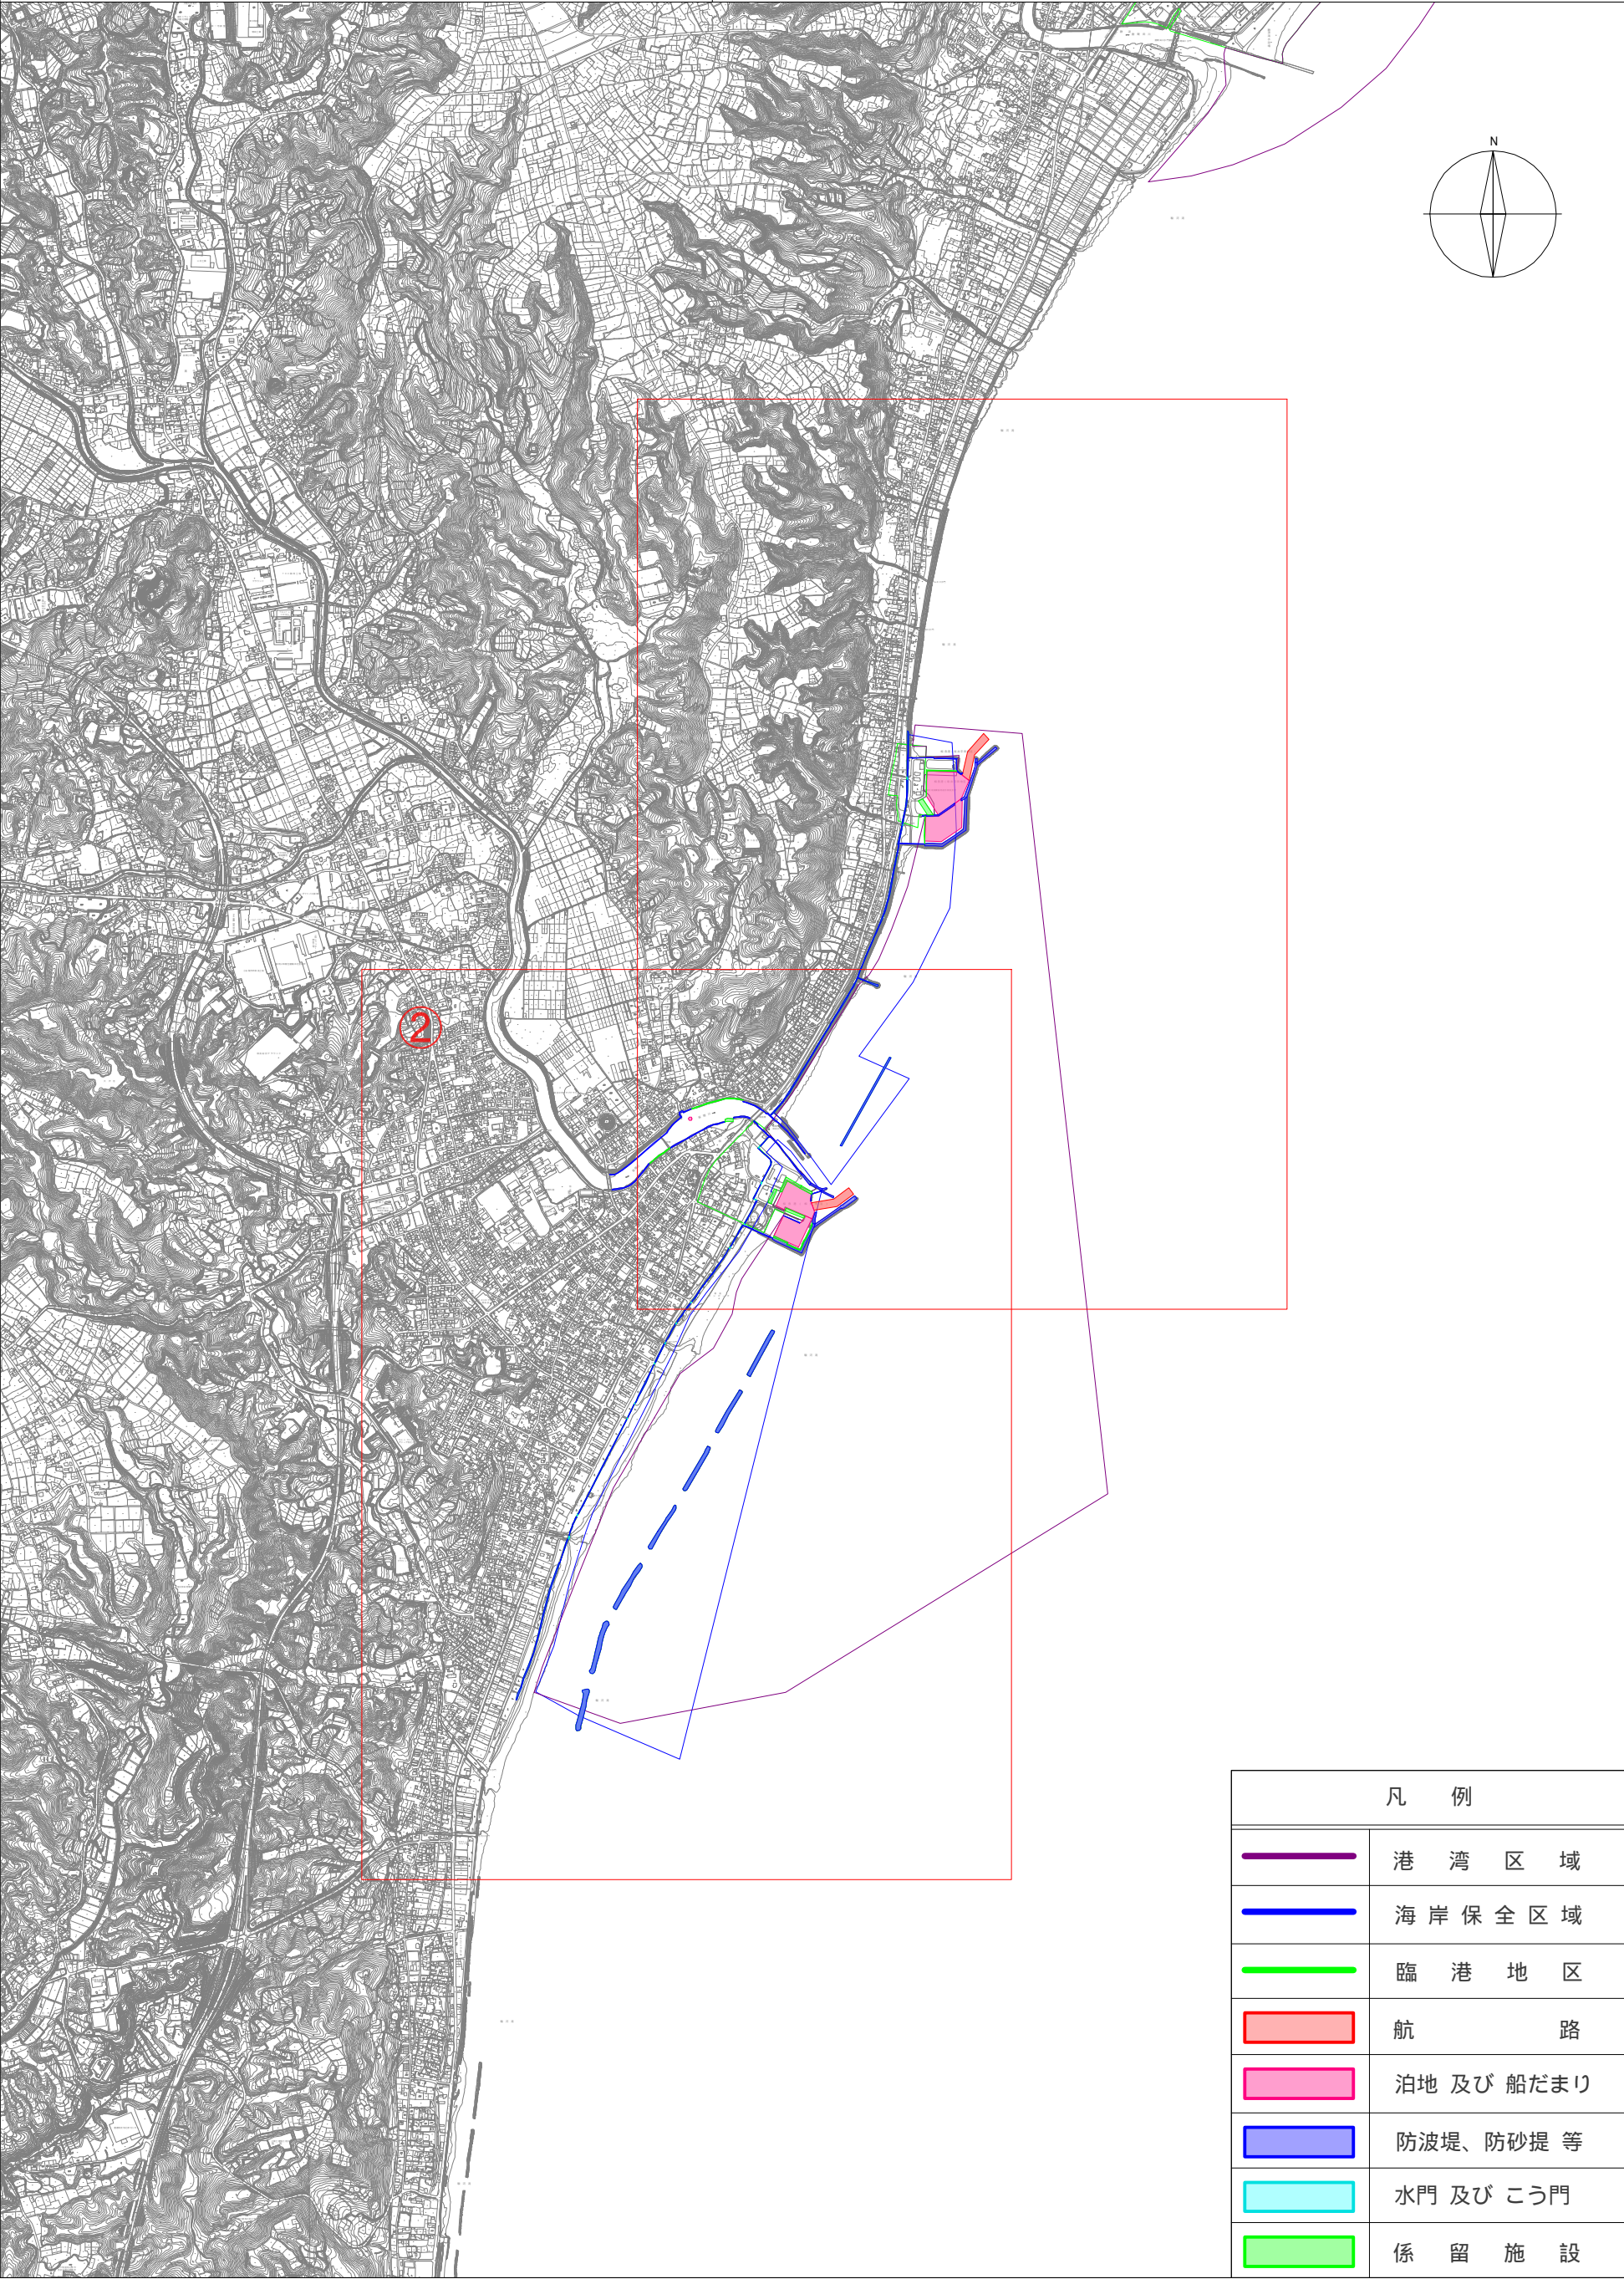 N
②
凡 例
港 湾 区 域
海 岸 保 全 区 域
臨 港 地 区
航 路
泊地 及び 船だまり
防波堤、防砂提 等
水門 及び こう門
係 留 施 設